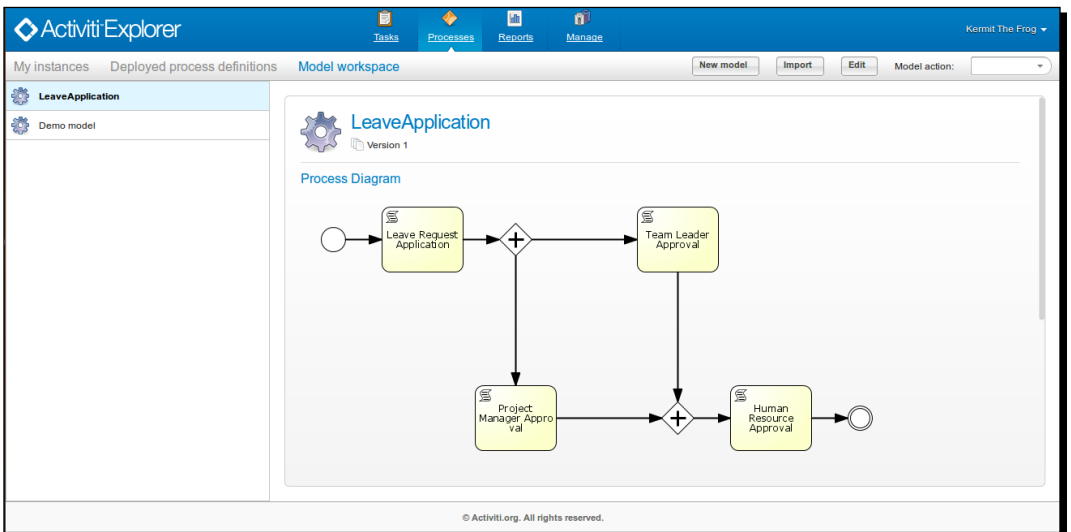 Activiti Explorer
Tasks
Processes
Reports
Manage
Kermit The Frog
My instances
Deployed process definitions
Model workspace
New model
Import
Edit
Model action:
LeaveApplication
Demo model
LeaveApplication
Version 1
Process Diagram
Leave Request
Application
Team Leader
Approval
Project
Manager Appro
val
Human
Resource
Approval
© Activiti.org. All rights reserved.